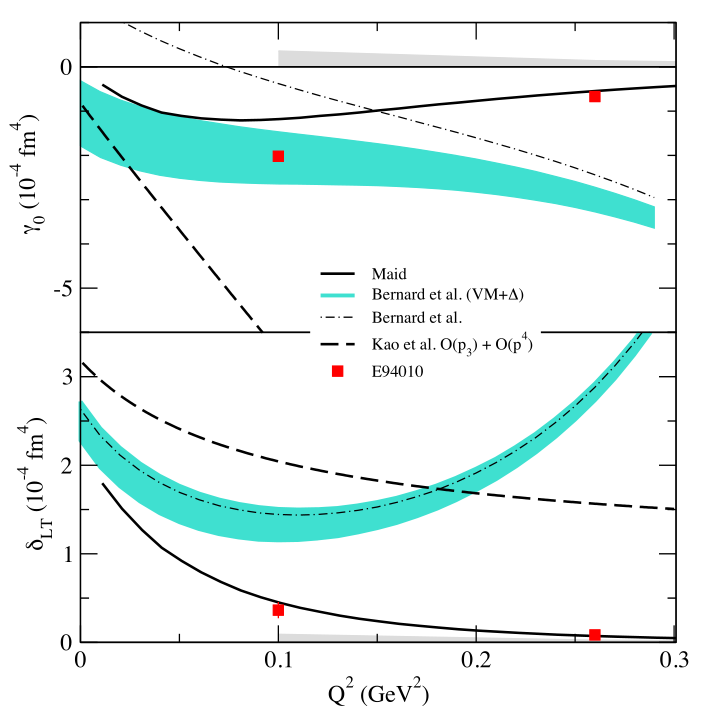 0
-5
γ₀ (10⁻⁴ fm⁴)
Maid
Bernard et al. (VM+Δ)
Bernard et al.
Kao et al. O(p₃) + O(p⁴)
E94010
3
2
1
0
δ_LT (10⁻⁴ fm⁴)
0 0.1 0.2 0.3
Q² (GeV²)